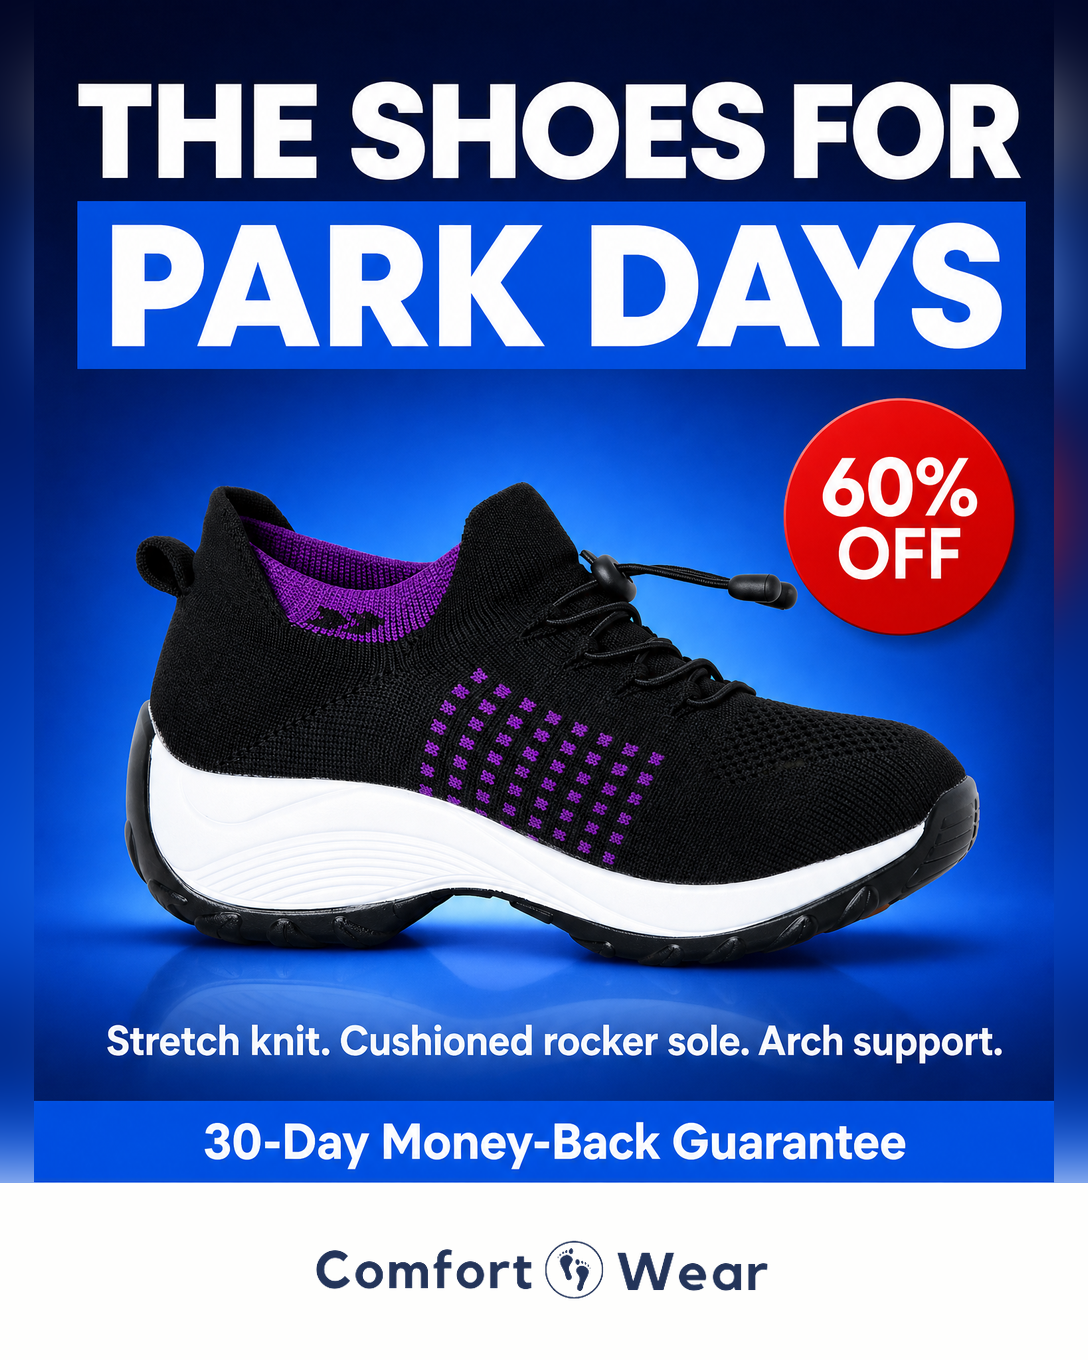 THE SHOES FOR
PARK DAYS
60%
OFF
Stretch knit. Cushioned rocker sole. Arch support.
30-Day Money-Back Guarantee
Comfort Wear